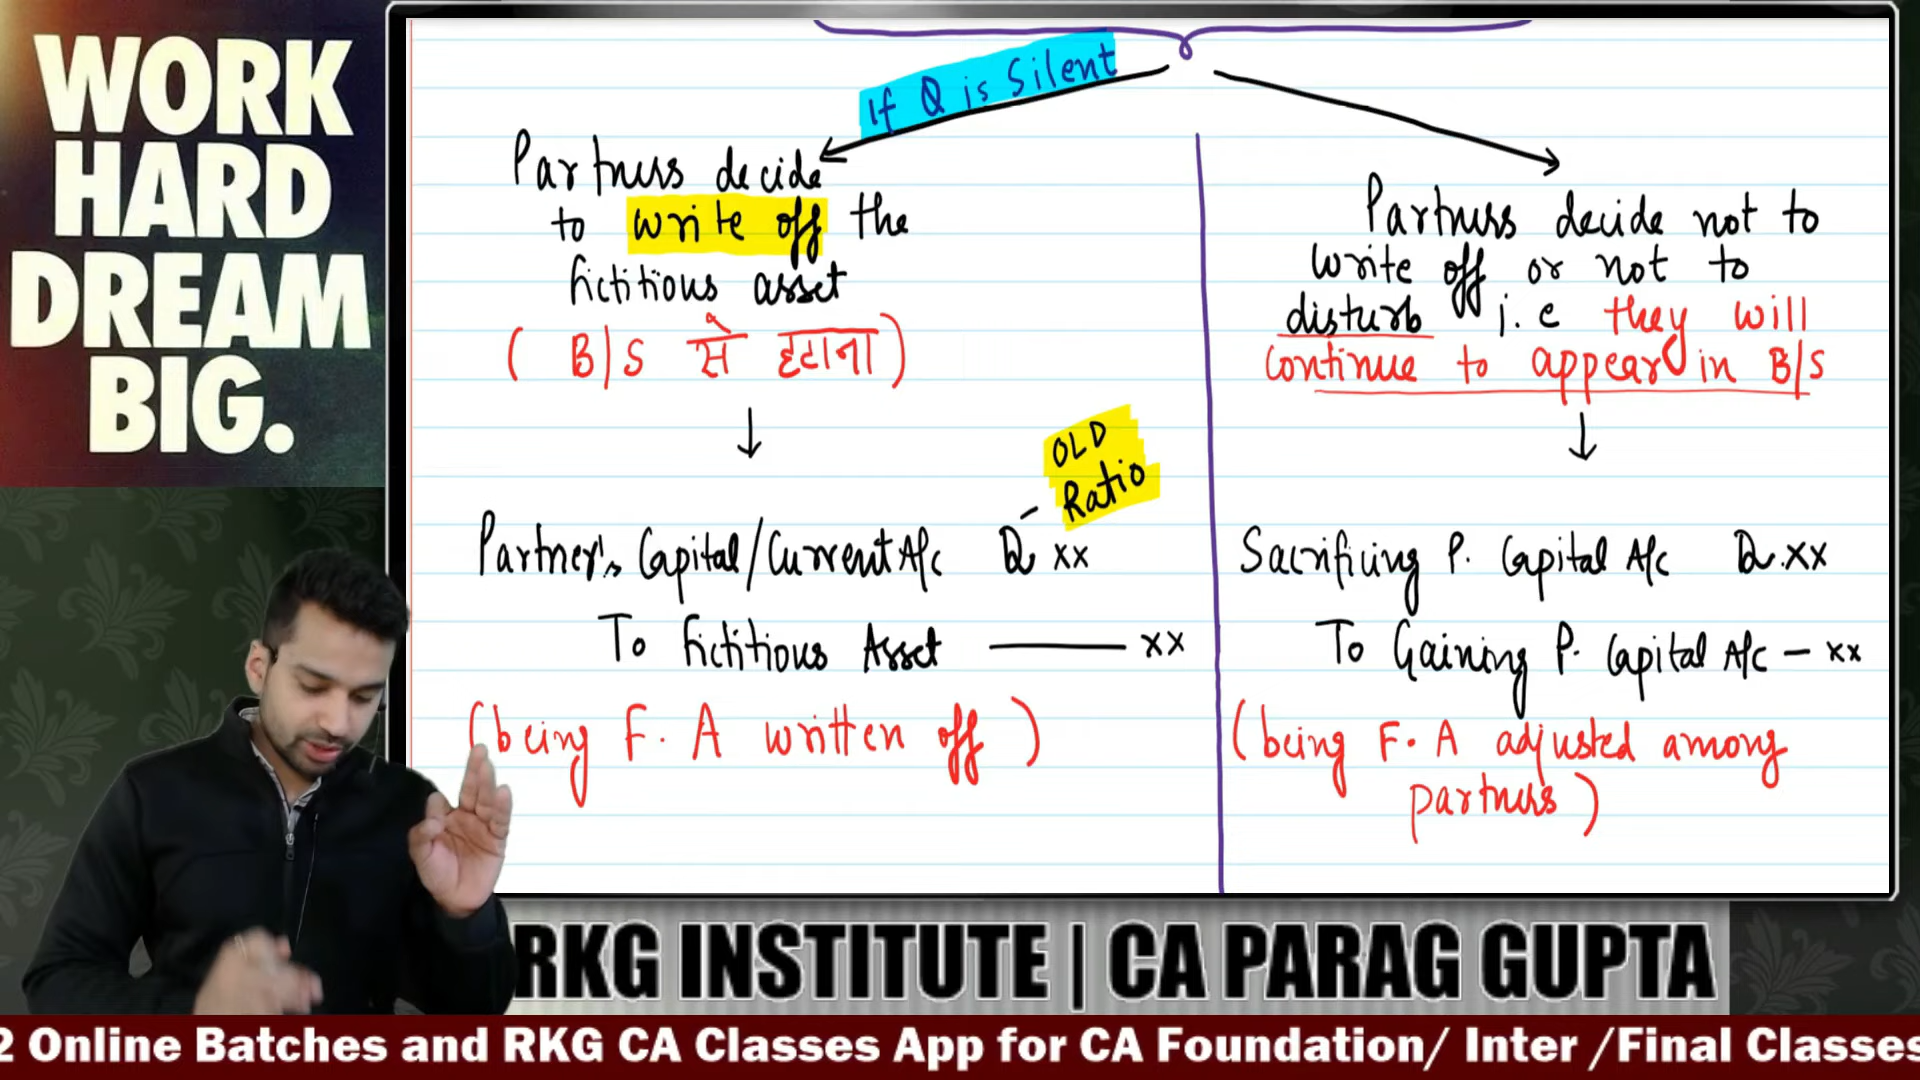 WORK
HARD
DREAM
BIG.
If Q is Silent
Partners decide
to write off the
fictitious asset
( B/S से हटाना )
OLD
Ratio
Partner's Capital/Current A/c Dr xx
To fictitious Asset xx
(being F. A written off )
Partners decide not to
write off or not to
disturb i.e they will
continue to appear in B/S
Sacrificing P. Capital A/c Dr. xx
To Gaining P. Capital A/c – xx
(being F. A adjusted among
partners )
RKG INSTITUTE | CA PARAG GUPTA
2 Online Batches and RKG CA Classes App for CA Foundation/ Inter /Final Classes